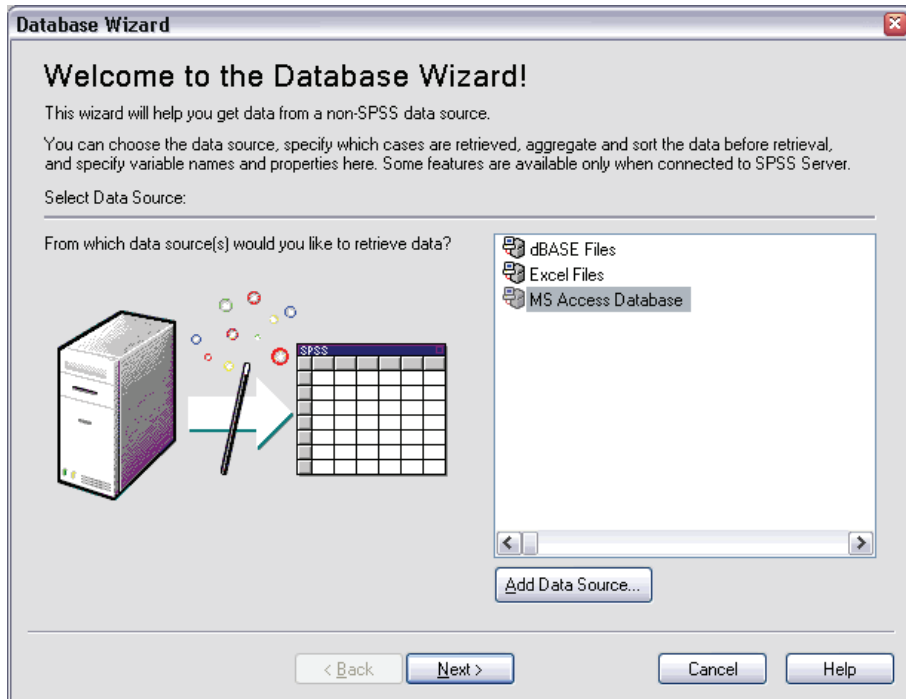 Database Wizard
Welcome to the Database Wizard!
This wizard will help you get data from a non-SPSS data source.
You can choose the data source, specify which cases are retrieved, aggregate and sort the data before retrieval,
and specify variable names and properties here. Some features are available only when connected to SPSS Server.
Select Data Source:
From which data source(s) would you like to retrieve data?
SPSS
dBASE Files
Excel Files
MS Access Database
Add Data Source...
< Back
Next >
Cancel
Help